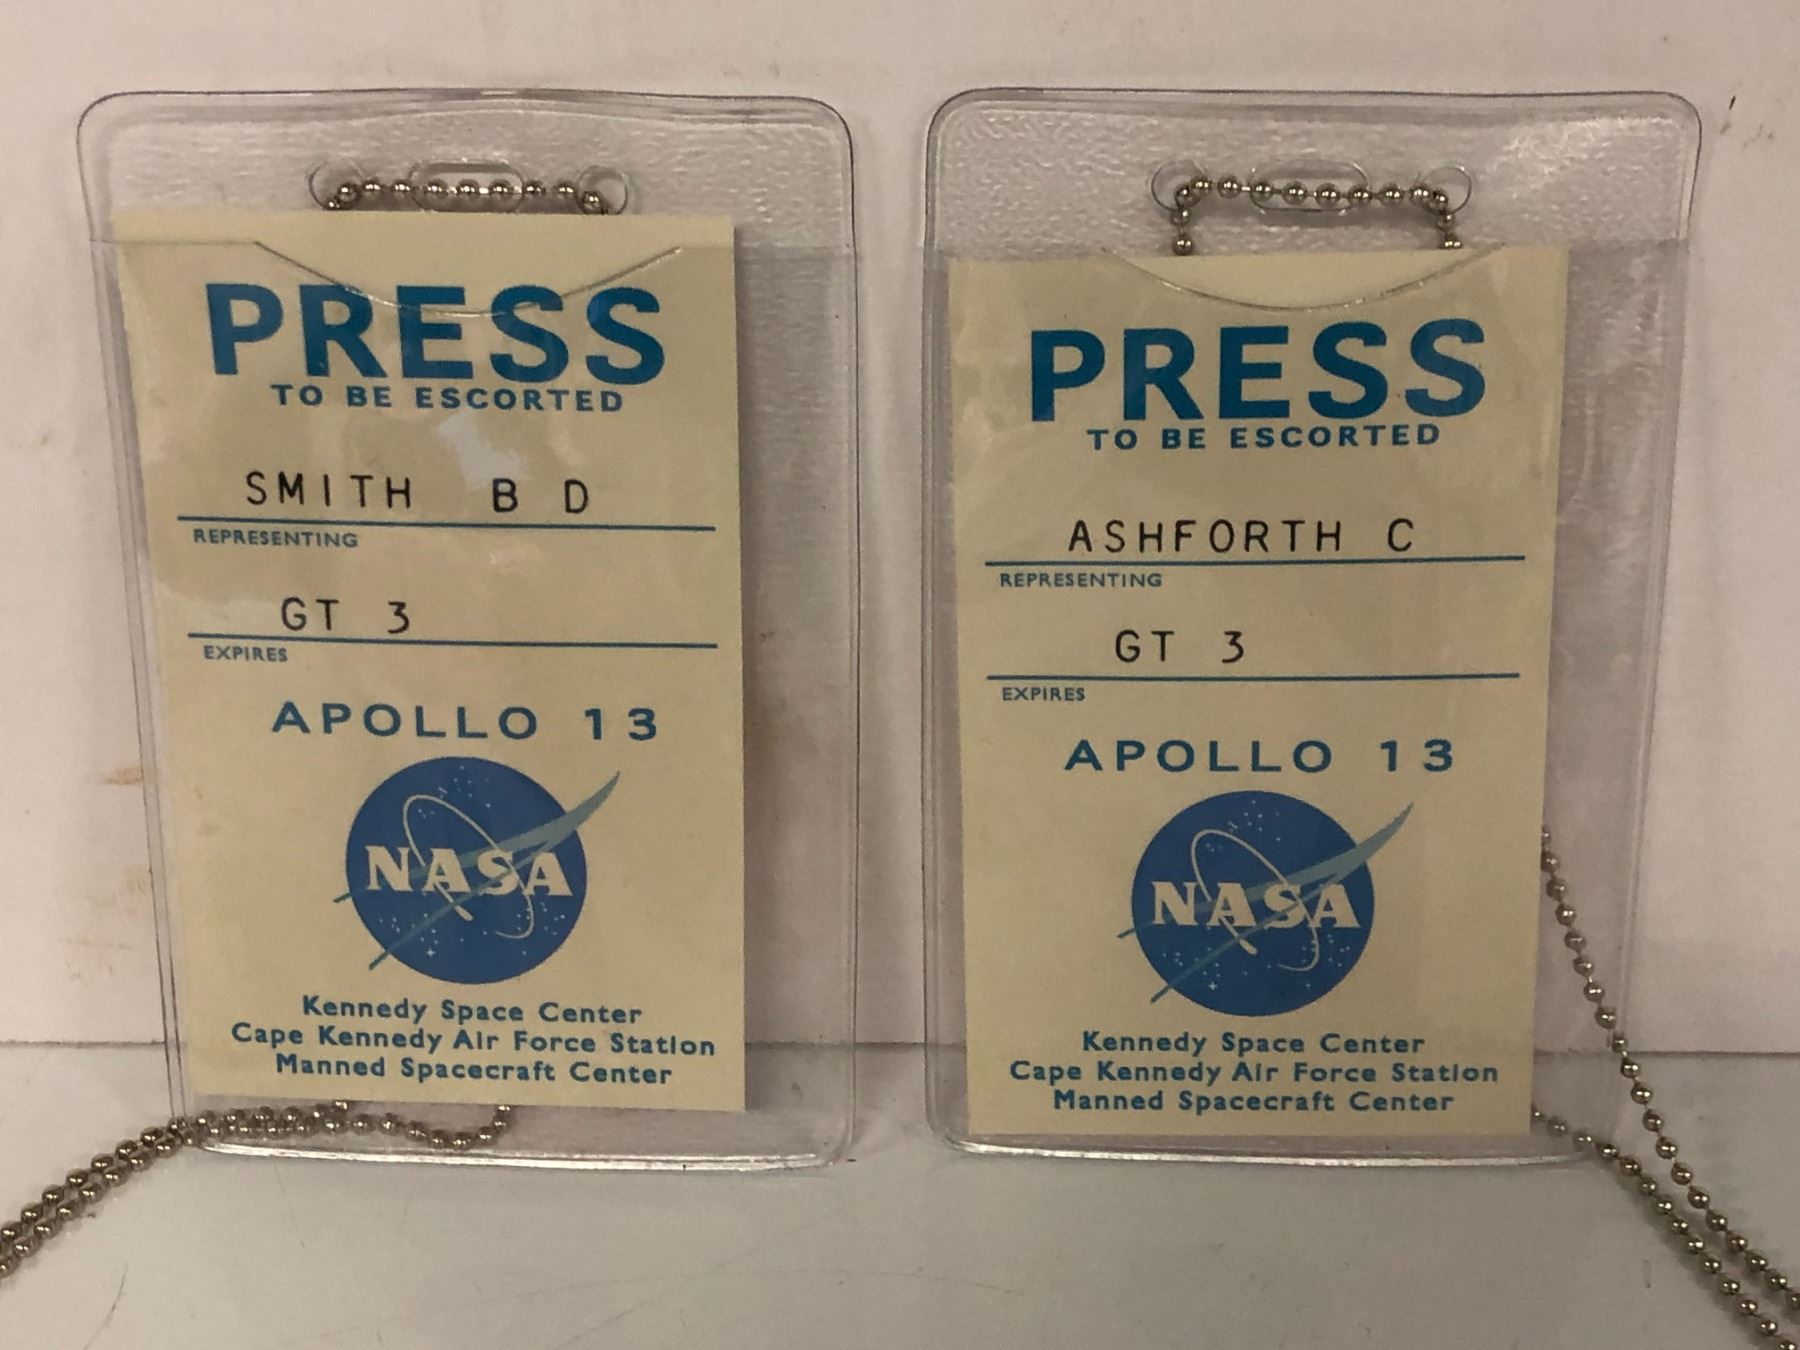 PRESS
TO BE ESCORTED
SMITH B D
REPRESENTING
GT 3
EXPIRES
APOLLO 13
NASA
Kennedy Space Center
Cape Kennedy Air Force Station
Manned Spacecraft Center
PRESS
TO BE ESCORTED
ASHFORTH C
REPRESENTING
GT 3
EXPIRES
APOLLO 13
NASA
Kennedy Space Center
Cape Kennedy Air Force Station
Manned Spacecraft Center